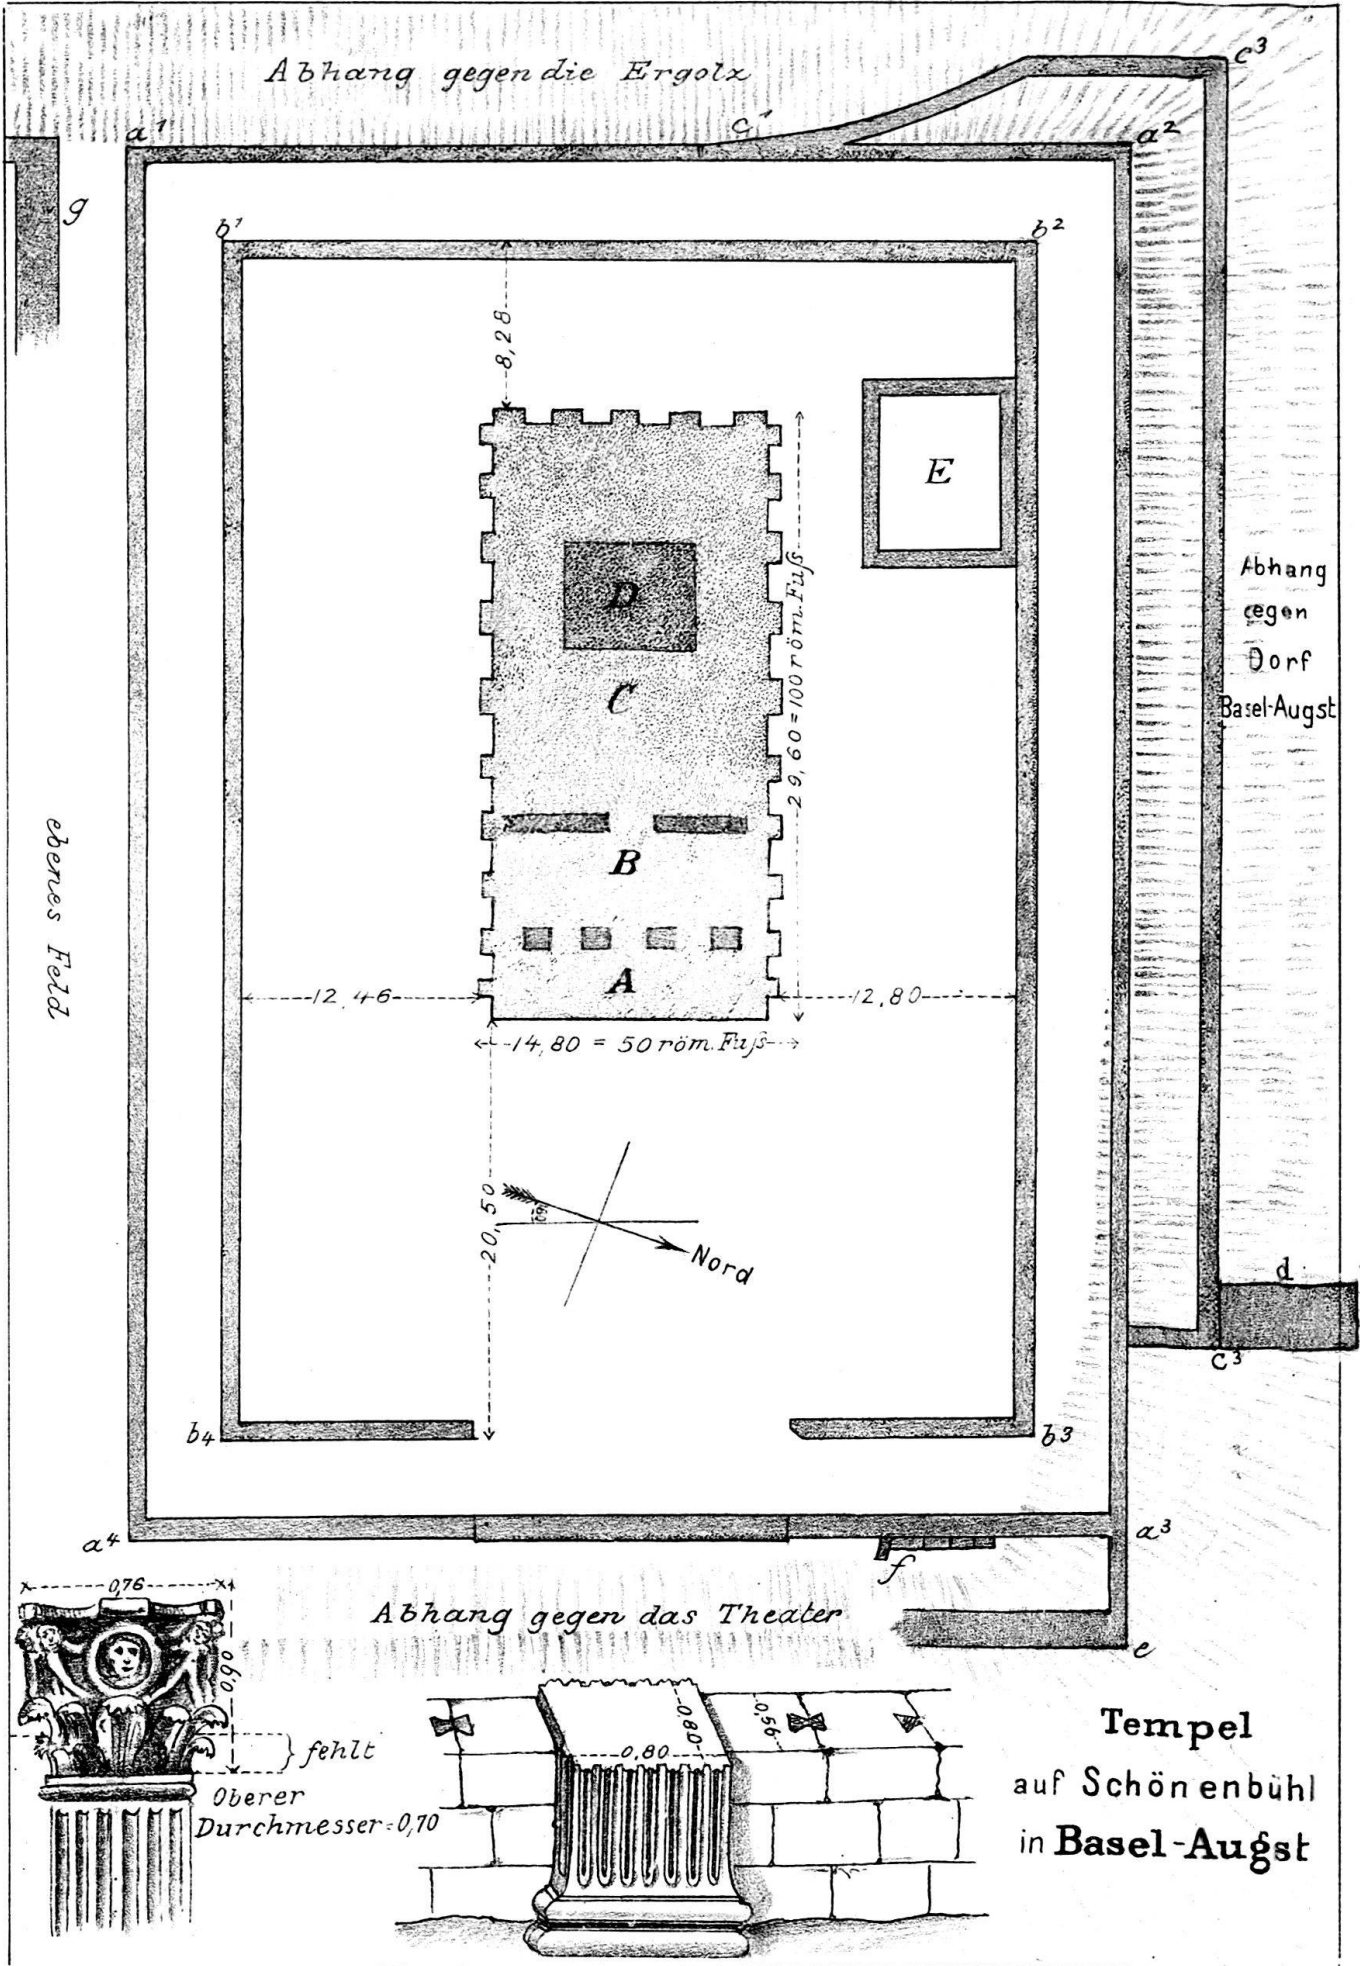 Abhang gegen die Ergolz
c³
a¹
c¹
a²
g
b¹
b²
8,28
E
D
29,60 = 100 röm. Fuß
Abhang
gegen
Dorf
Basel-Augst
C
ebenes Feld
B
A
12,46
12,80
14,80 = 50 röm. Fuß
20,50
Nord
d
c³
b4
b³
a⁴
a³
f
0,76
Abhang gegen das Theater
e
0,90
fehlt
Oberer
Durchmesser = 0,70
0,80
0,56
0,80
Tempel
auf Schönenbühl
in Basel-Augst